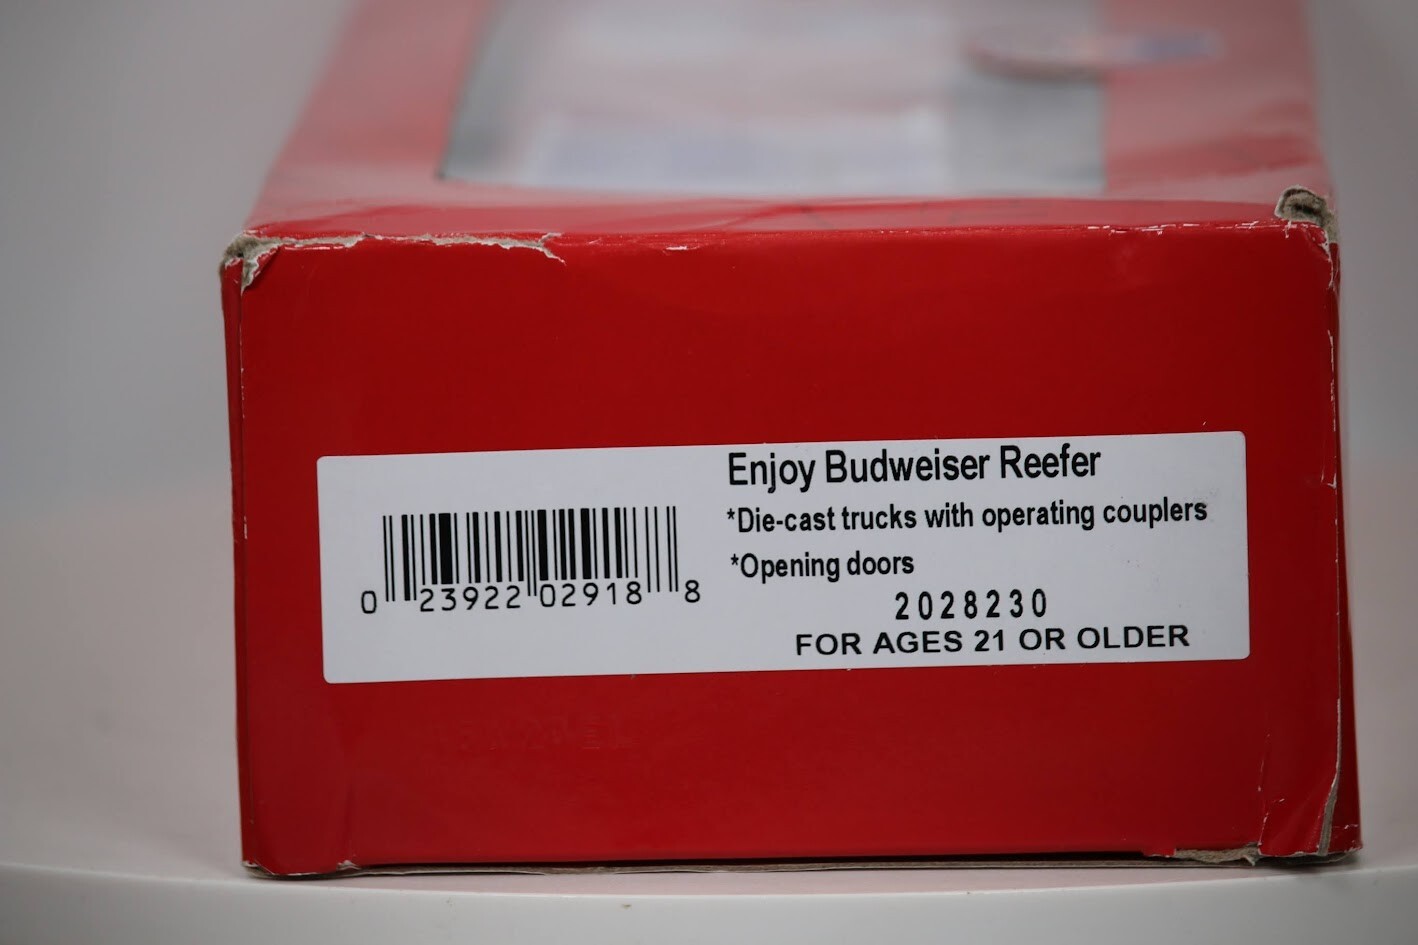 Enjoy Budweiser Reefer
*Die-cast trucks with operating couplers
*Opening doors
0 23922 02918 8
2028230
FOR AGES 21 OR OLDER